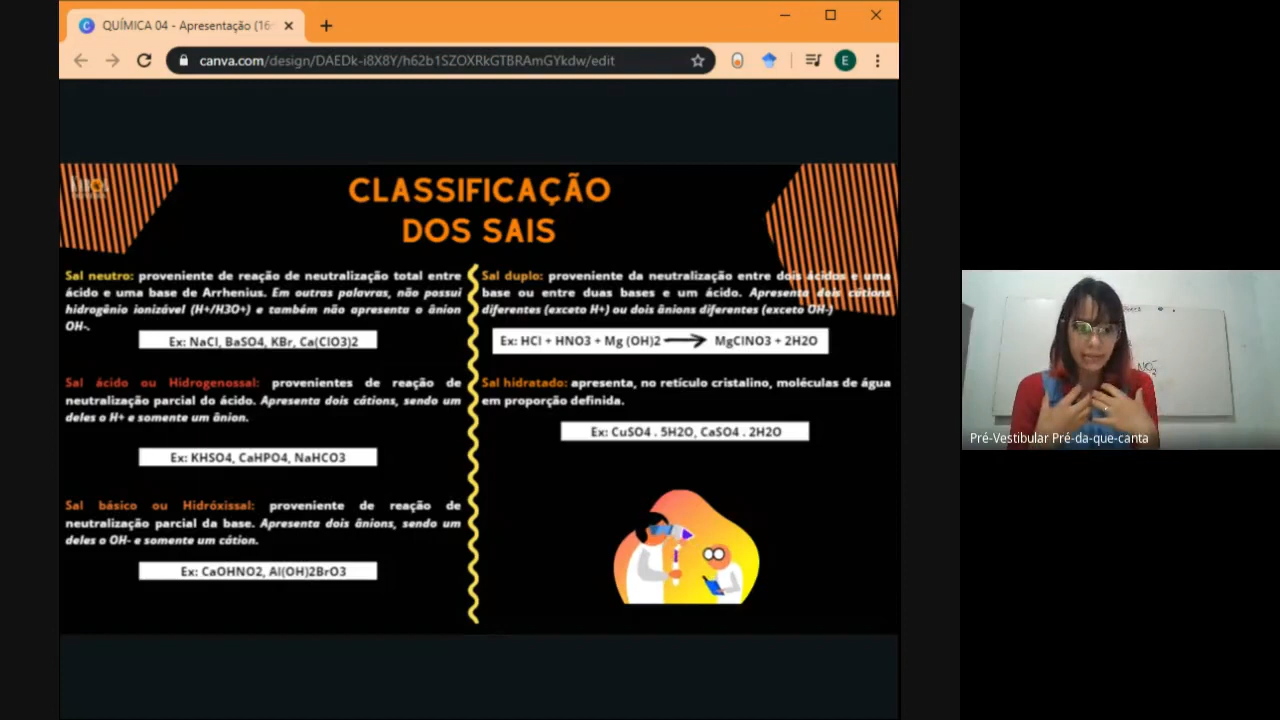 QUÍMICA 04 - Apresentação (16:
canva.com/design/DAEDk-i8X8Y/h62b1SZOXRkGTBRAmGYkdw/edit
E
CLASSIFICAÇÃO
DOS SAIS
Sal neutro: proveniente de reação de neutralização total entre
ácido e uma base de Arrhenius. Em outras palavras, não possui
hidrogênio ionizável (H+/H3O+) e também não apresenta o ânion
OH-.
Ex: NaCl, BaSO4, KBr, Ca(ClO3)2
Sal ácido ou Hidrogenossal: provenientes de reação de
neutralização parcial do ácido. Apresenta dois cátions, sendo um
deles o H+ e somente um ânion.
Ex: KHSO4, CaHPO4, NaHCO3
Sal básico ou Hidróxissal: proveniente de reação de
neutralização parcial da base. Apresenta dois ânions, sendo um
deles o OH- e somente um cátion.
Ex: CaOHNO2, Al(OH)2BrO3
Sal duplo: proveniente da neutralização entre dois ácidos e uma
base ou entre duas bases e um ácido. Apresenta dois cátions
diferentes (exceto H+) ou dois ânions diferentes (exceto OH-)
Ex: HCl + HNO3 + Mg (OH)2 → MgClNO3 + 2H2O
Sal hidratado: apresenta, no retículo cristalino, moléculas de água
em proporção definida.
Ex: CuSO4 . 5H2O, CaSO4 . 2H2O
Pré-Vestibular Pré-da-que-canta